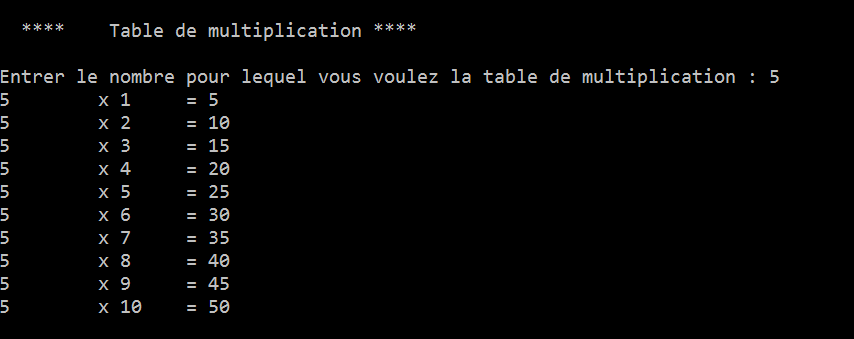 **** Table de multiplication ****
Entrer le nombre pour lequel vous voulez la table de multiplication : 5
5 x 1 = 5
5 x 2 = 10
5 x 3 = 15
5 x 4 = 20
5 x 5 = 25
5 x 6 = 30
5 x 7 = 35
5 x 8 = 40
5 x 9 = 45
5 x 10 = 50